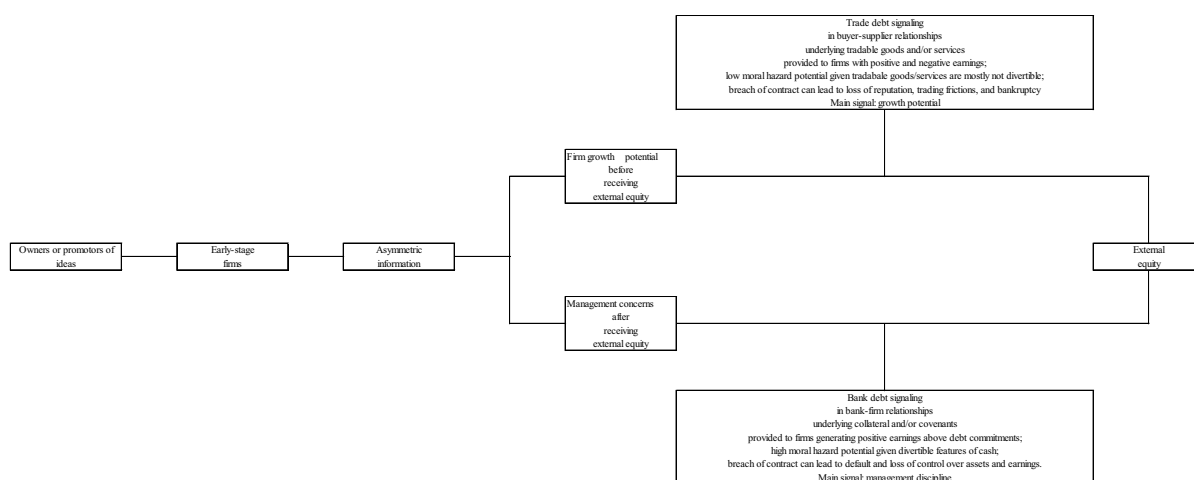 Trade debt signaling
in buyer-supplier relationships
underlying tradable goods and/or services
provided to firms with positive and negative earnings;
low moral hazard potential given tradabale goods/services are mostly not divertible;
breach of contract can lead to loss of reputation, trading frictions, and bankruptcy
Main signal: growth potential
Firm growth potential
before
receiving
external equity
Owners or promotors of
ideas
Early-stage
firms
Asymmetric
information
External
equity
Management concerns
after
receiving
external equity
Bank debt signaling
in bank-firm relationships
underlying collateral and/or covenants
provided to firms generating positive earnings above debt commitments;
high moral hazard potential given divertible features of cash;
breach of contract can lead to default and loss of control over assets and earnings.
Main signal: management discipline